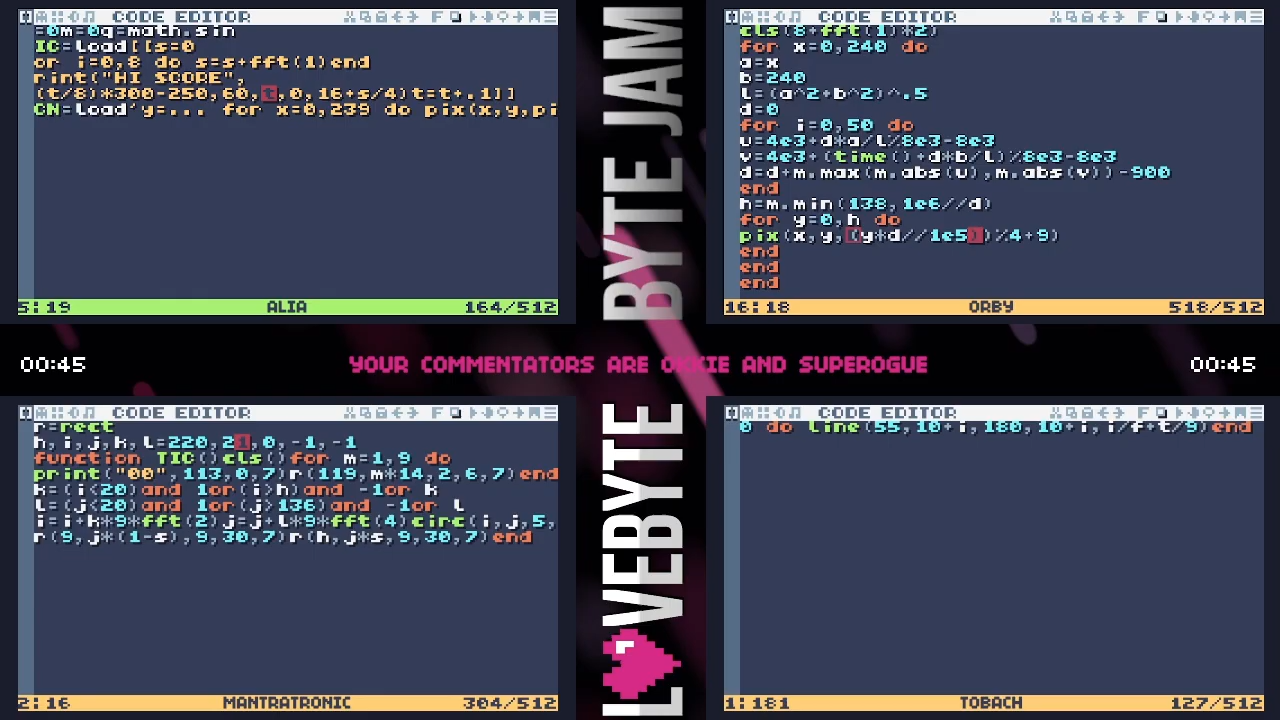 CODE EDITOR
=0m=0q=math.sin
IC=load[[s=0
or i=0,8 do s=s+fft(1)end
rint("HI SCORE",
(t/8)*300-250,60,t,0,16+s/4)t=t+.1]]
CN=load'y=... for x=0,239 do pix(x,y,pi
5:19 ALIA 164/512
BYTE JAM
CODE EDITOR
cls(8+fft(1)*2)
for x=0,240 do
a=x
b=240
l=(a^2+b^2)^.5
d=0
for i=0,50 do
u=4e3+d*a/l%8e3-8e3
v=4e3+(time()+d*b/l)%8e3-8e3
d=d+m.max(m.abs(u),m.abs(v))-900
end
h=m.min(138,1e6//d)
for y=0,h do
pix(x,y,(y*d//1e5))%4+9)
end
end
end
16:18 ORBY 518/512
00:45 YOUR COMMENTATORS ARE OKKIE AND SUPEROGUE 00:45
CODE EDITOR
r=rect
h,i,j,k,l=220,21,0,-1,-1
function TIC()cls()for m=1,9 do
print("00",113,0,7)r(119,m*14,2,6,7)end
k=(i<20)and 1or(i>h)and -1or k
l=(j<20)and 1or(j>136)and -1or l
i=i+k*9*fft(2)j=j+l*9*fft(4)circ(i,j,5,
r(9,j*(1-s),9,30,7)r(h,j*s,9,30,7)end
2:16 MANTRATRONIC 304/512
LOVEBYTE
CODE EDITOR
0 do line(55,10+i,180,10+i,i/f+t/9)end
1:181 TOBACH 127/512